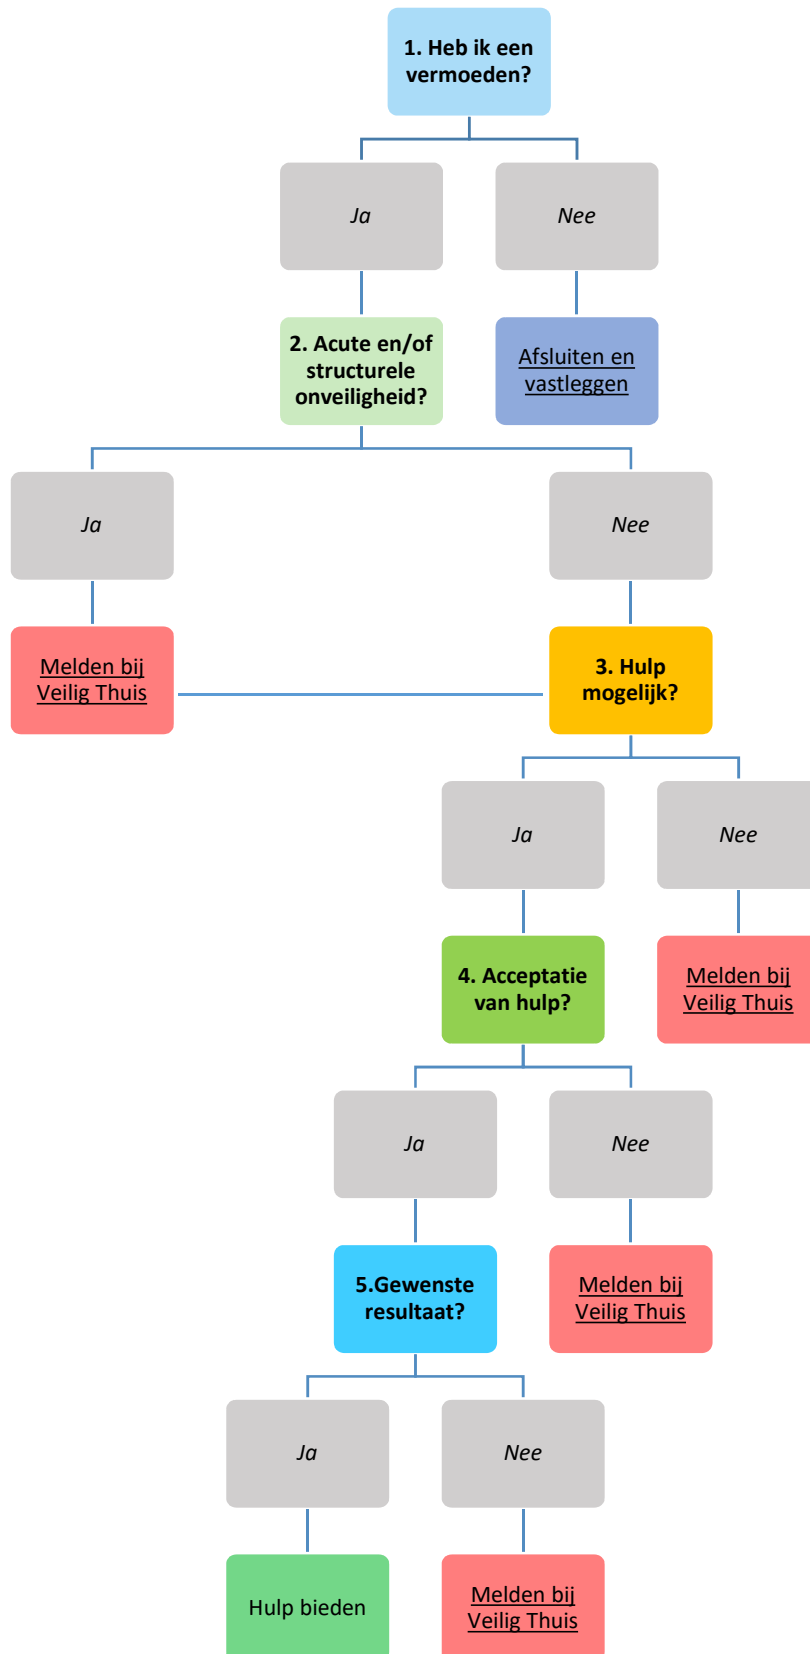 1. Heb ik een
vermoeden?
Ja
Nee
2. Acute en/of
structurele
onveiligheid?
Afsluiten en
vastleggen
Ja
Nee
Melden bij
Veilig Thuis
3. Hulp
mogelijk?
Ja
Nee
4. Acceptatie
van hulp?
Melden bij
Veilig Thuis
Ja
Nee
5.Gewenste
resultaat?
Melden bij
Veilig Thuis
Ja
Nee
Hulp bieden
Melden bij
Veilig Thuis